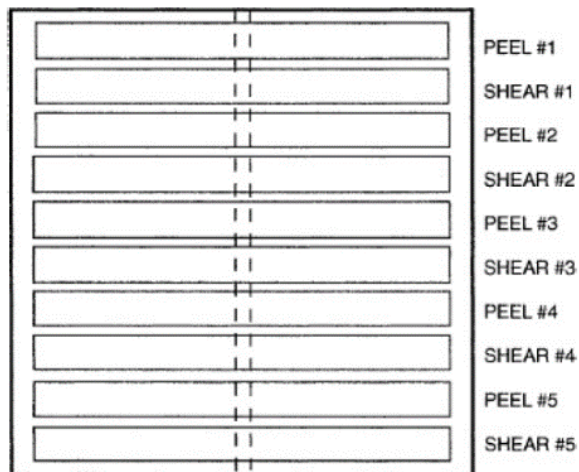 PEEL #1
SHEAR #1
PEEL #2
SHEAR #2
PEEL #3
SHEAR #3
PEEL #4
SHEAR #4
PEEL #5
SHEAR #5